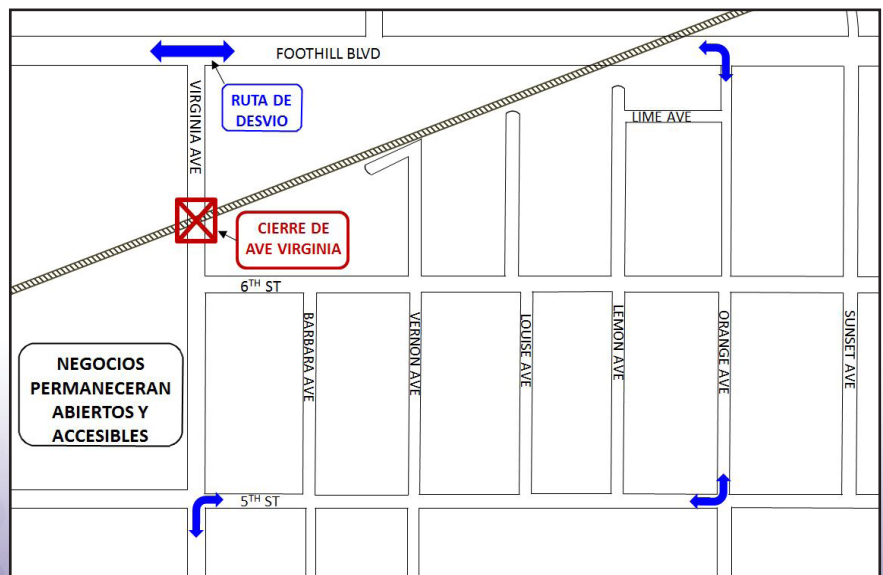 FOOTHILL BLVD
RUTA DE
DESVIO
VIRGINIA AVE
LIME AVE
CIERRE DE
AVE VIRGINIA
6TH ST
BARBARA AVE
VERNON AVE
LOUISE AVE
LEMON AVE
ORANGE AVE
SUNSET AVE
NEGOCIOS
PERMANECERAN
ABIERTOS Y
ACCESIBLES
5TH ST